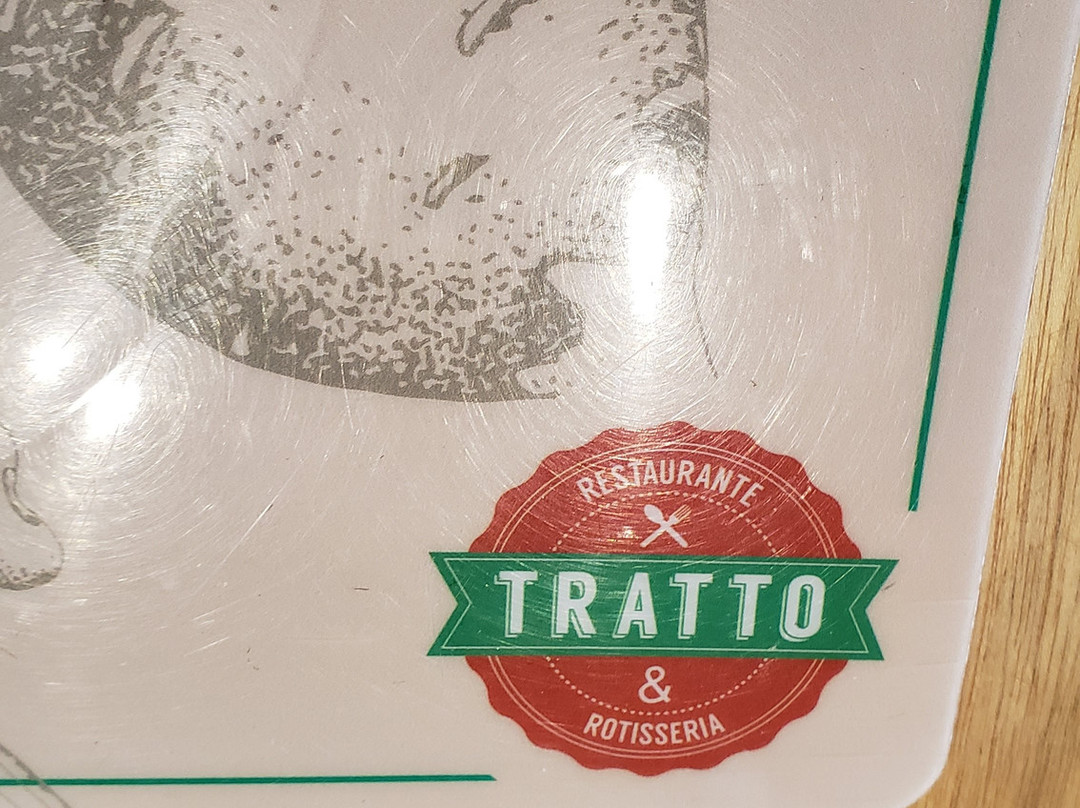 RESTAURANTE
TRATTO
&
ROTISSERIA